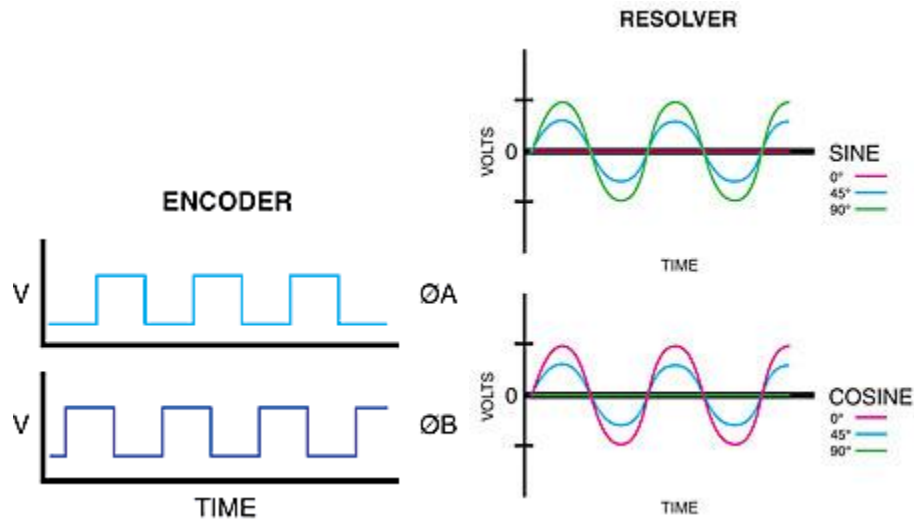 ENCODER
V
ØA
V
ØB
TIME
RESOLVER
VOLTS
0
SINE
0°
45°
90°
TIME
VOLTS
0
COSINE
0°
45°
90°
TIME